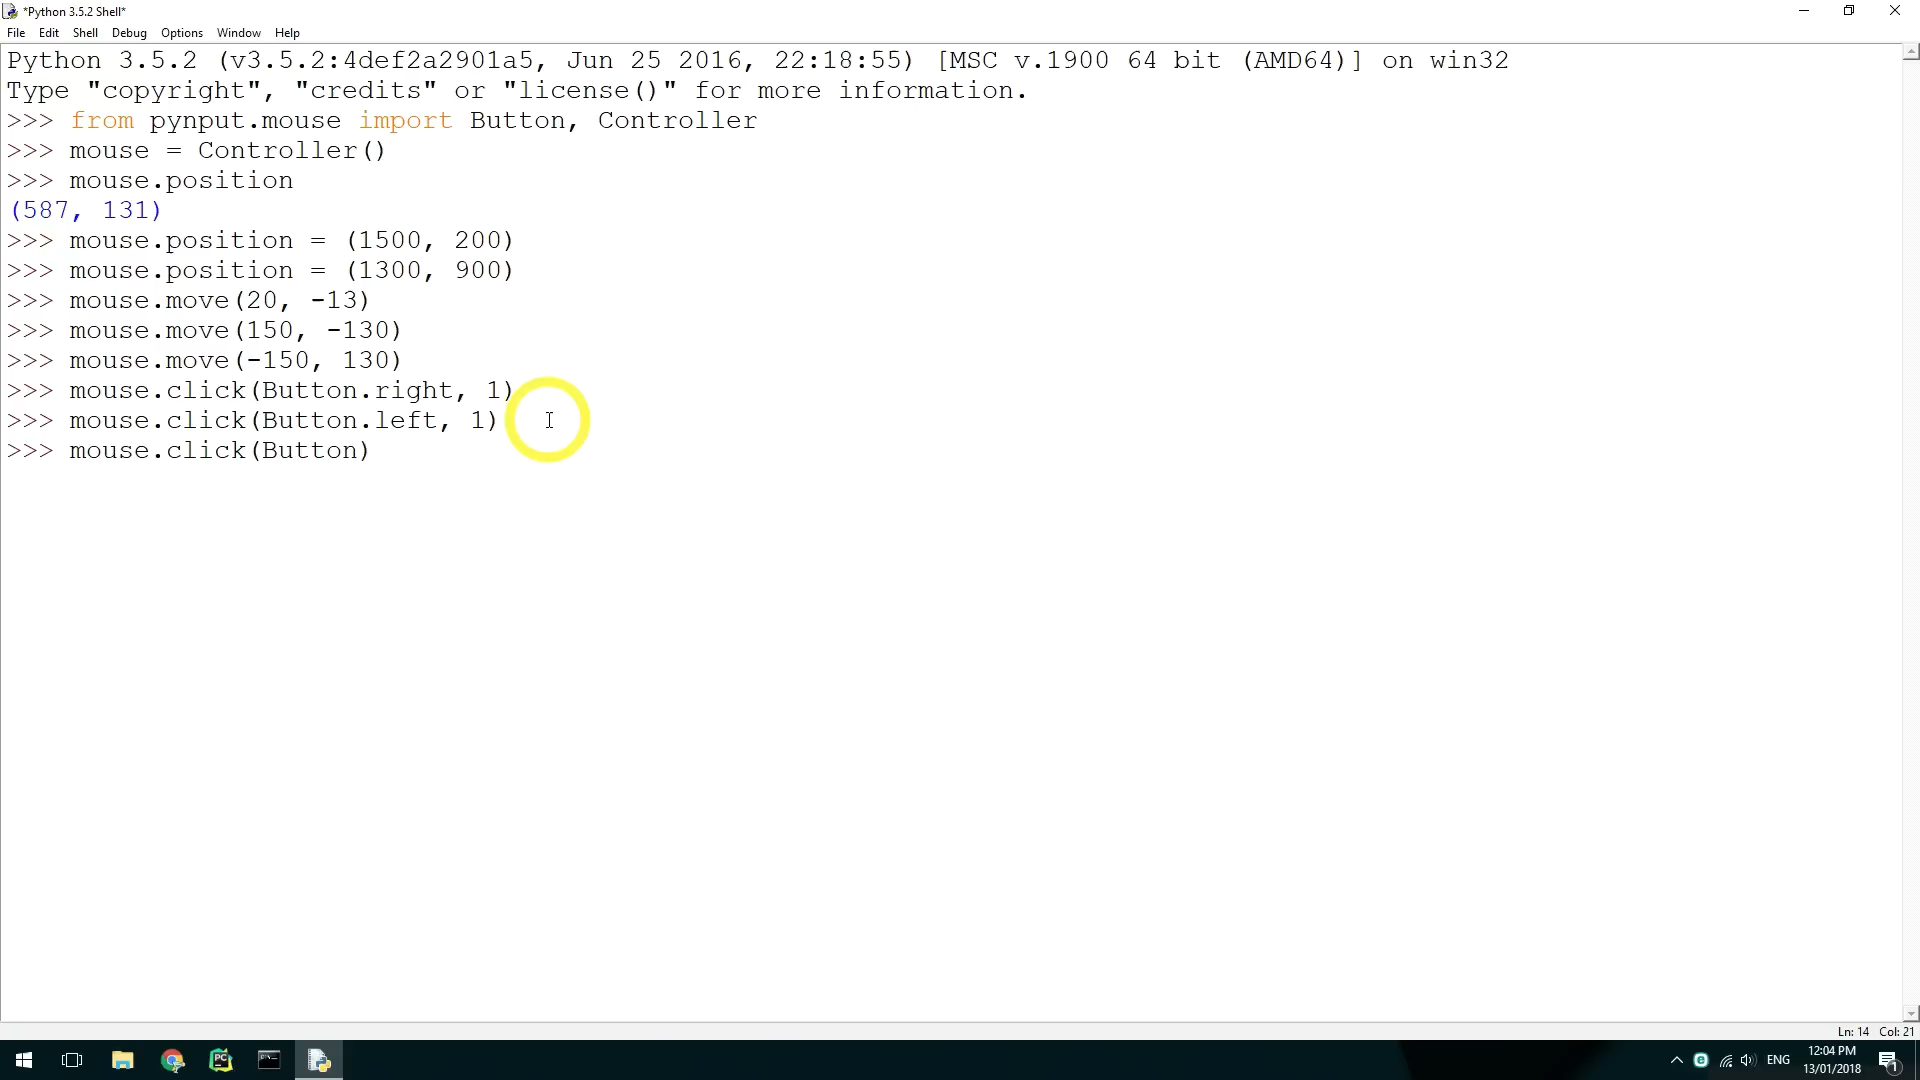 *Python 3.5.2 Shell*
File Edit Shell Debug Options Window Help
Python 3.5.2 (v3.5.2:4def2a2901a5, Jun 25 2016, 22:18:55) [MSC v.1900 64 bit (AMD64)] on win32
Type "copyright", "credits" or "license()" for more information.
>>> from pynput.mouse import Button, Controller
>>> mouse = Controller()
>>> mouse.position
(587, 131)
>>> mouse.position = (1500, 200)
>>> mouse.position = (1300, 900)
>>> mouse.move(20, -13)
>>> mouse.move(150, -130)
>>> mouse.move(-150, 130)
>>> mouse.click(Button.right, 1)
>>> mouse.click(Button.left, 1)
>>> mouse.click(Button)
Ln: 14 Col: 21
PC
ENG
12:04 PM
13/01/2018
1